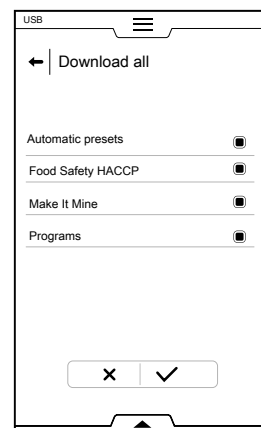 USB
Download all
Automatic presets
Food Safety HACCP
Make It Mine
Programs